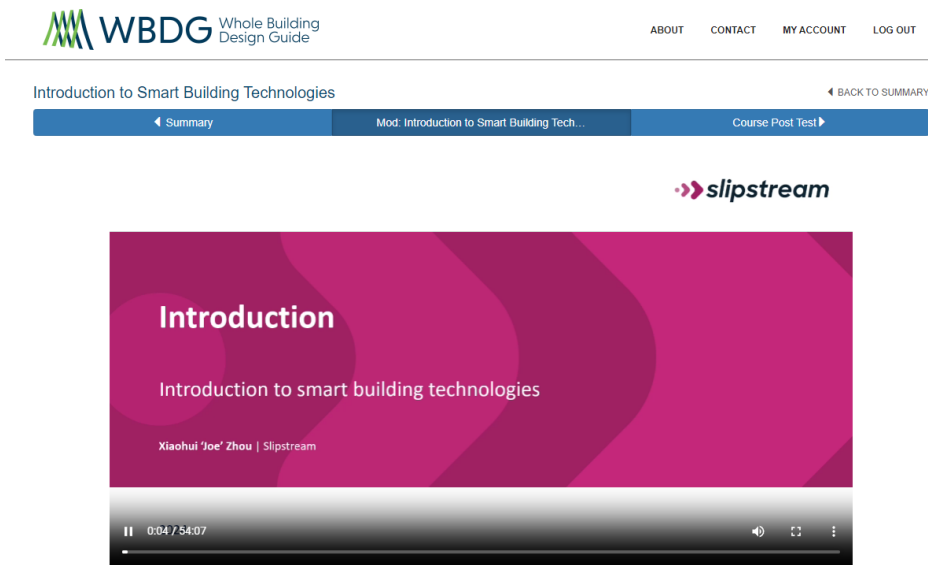 WBDG Whole Building
Design Guide
ABOUT CONTACT MY ACCOUNT LOG OUT
Introduction to Smart Building Technologies
BACK TO SUMMARY
Summary
Mod: Introduction to Smart Building Tech...
Course Post Test
slipstream
Introduction
Introduction to smart building technologies
Xiaohui 'Joe' Zhou | Slipstream
0:04 / 54:07